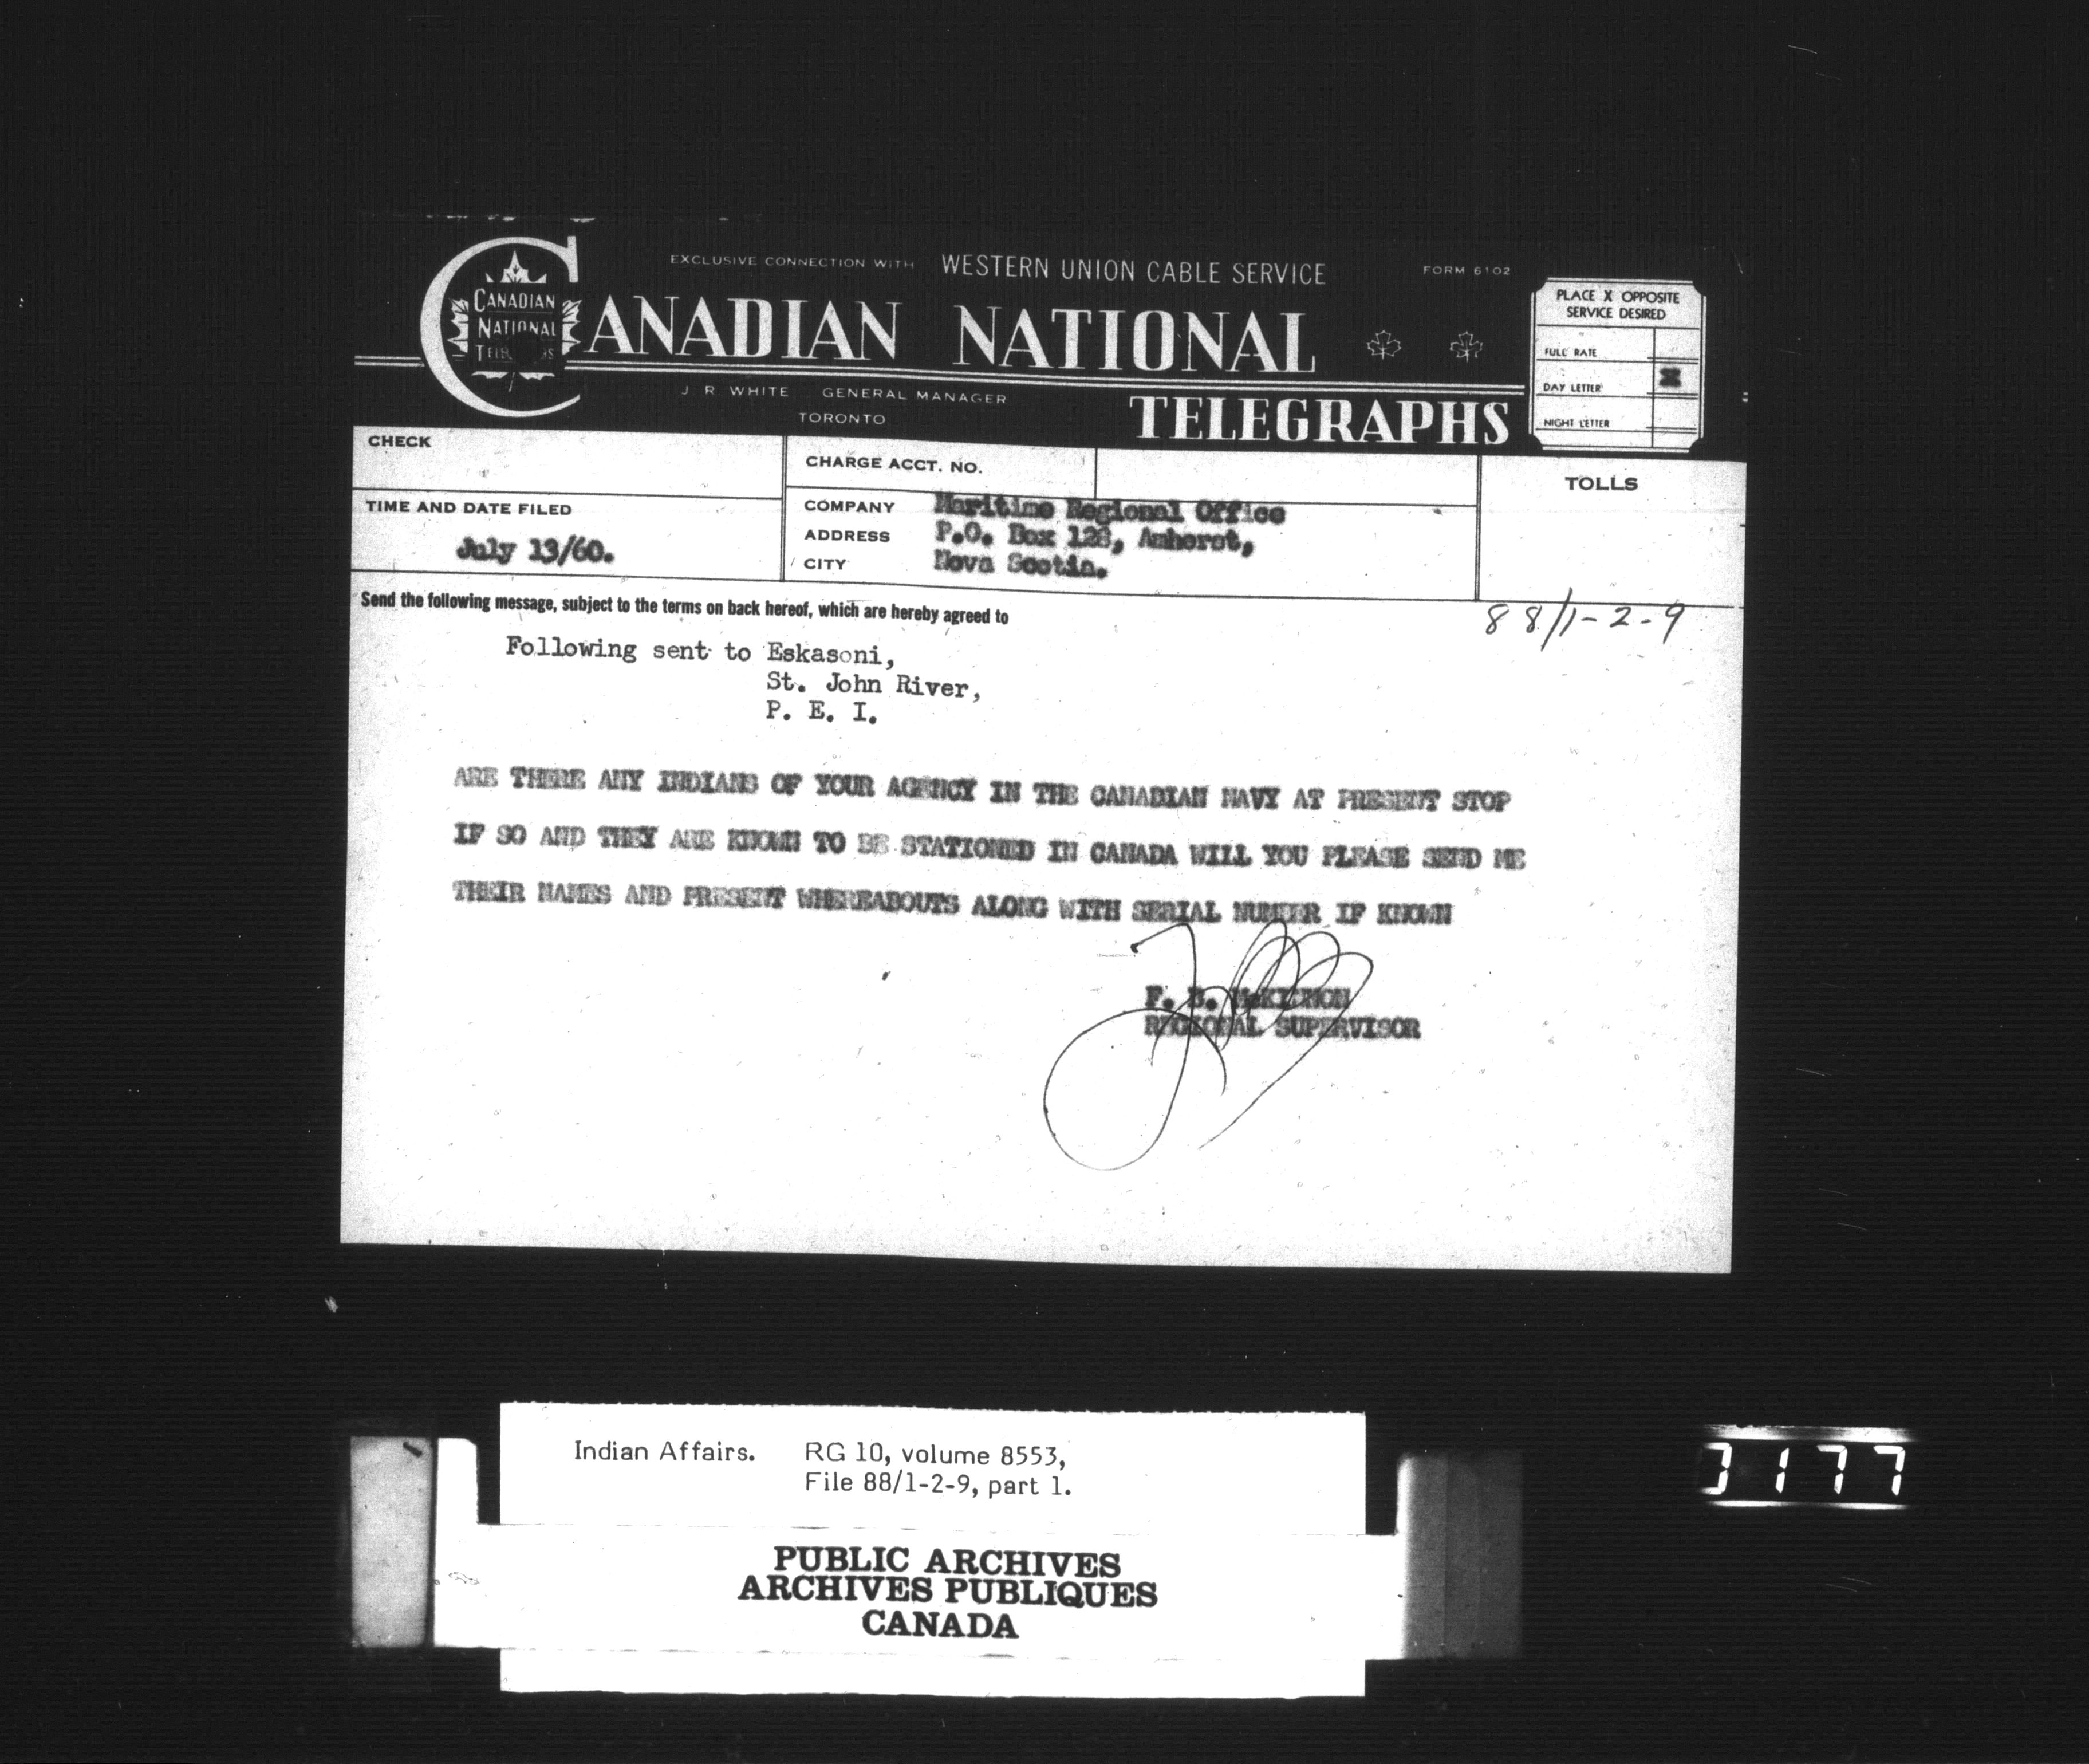 EXCLUSIVE CONNECTION WITH WESTERN UNION CABLE SERVICE
FORM 6102
CANADIAN NATIONAL
CANADIAN
NATIONAL
J. R. WHITE GENERAL MANAGER
TORONTO
TELEGRAPHS
PLACE X OPPOSITE
SERVICE DESIRED
FULL RATE
DAY LETTER X
NIGHT LETTER
CHECK
CHARGE ACCT. NO.
TOLLS
TIME AND DATE FILED
July 13/60.
COMPANY Maritime Regional Office
ADDRESS P.O. Box 128, Amherst,
CITY Nova Scotia.
Send the following message, subject to the terms on back hereof, which are hereby agreed to
88/1-2-9
Following sent to Eskasoni,
St. John River,
P. E. I.
ARE THERE ANY INDIANS OF YOUR AGENCY IN THE CANADIAN NAVY AT PRESENT STOP
IF SO AND THEY ARE KNOWN TO BE STATIONED IN CANADA WILL YOU PLEASE SEND ME
THEIR NAMES AND PRESENT WHEREABOUTS ALONG WITH SERIAL NUMBER IF KNOWN
F. B. McKINNON
REGIONAL SUPERVISOR
Indian Affairs. RG 10, volume 8553,
File 88/1-2-9, part 1.
PUBLIC ARCHIVES
ARCHIVES PUBLIQUES
CANADA
3177